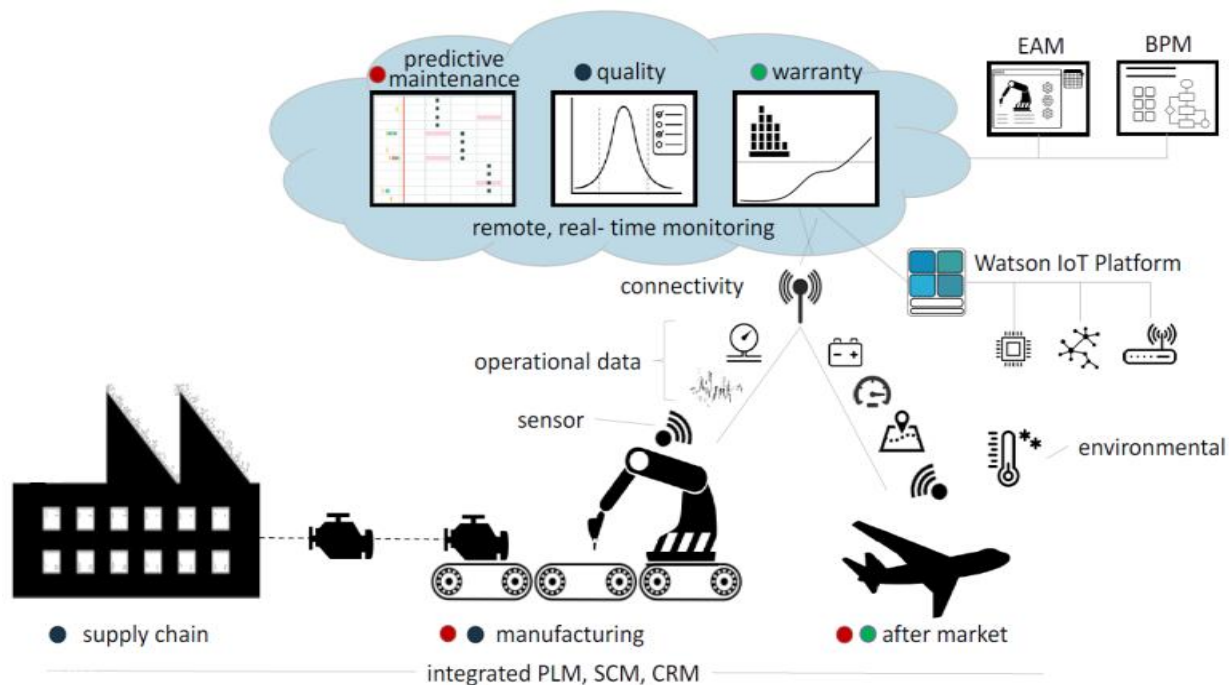 EAM
BPM
predictive
maintenance
quality
warranty
remote, real- time monitoring
connectivity
Watson IoT Platform
operational data
sensor
environmental
supply chain
manufacturing
after market
integrated PLM, SCM, CRM